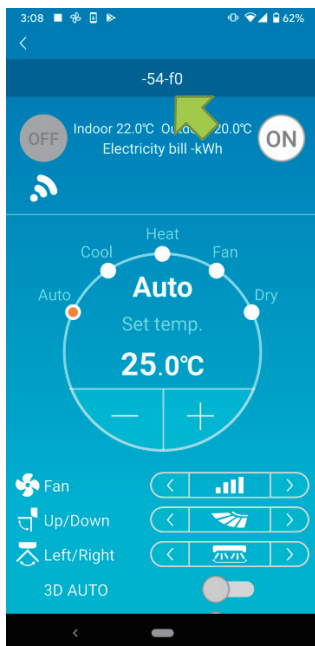 3:08 62%
-54-f0
OFF
Indoor 22.0℃ 20.0℃
Electricity bill -kWh
ON
Heat
Cool Fan
Auto Auto Dry
Set temp.
25.0℃
— +
Fan
Up/Down
Left/Right
3D AUTO